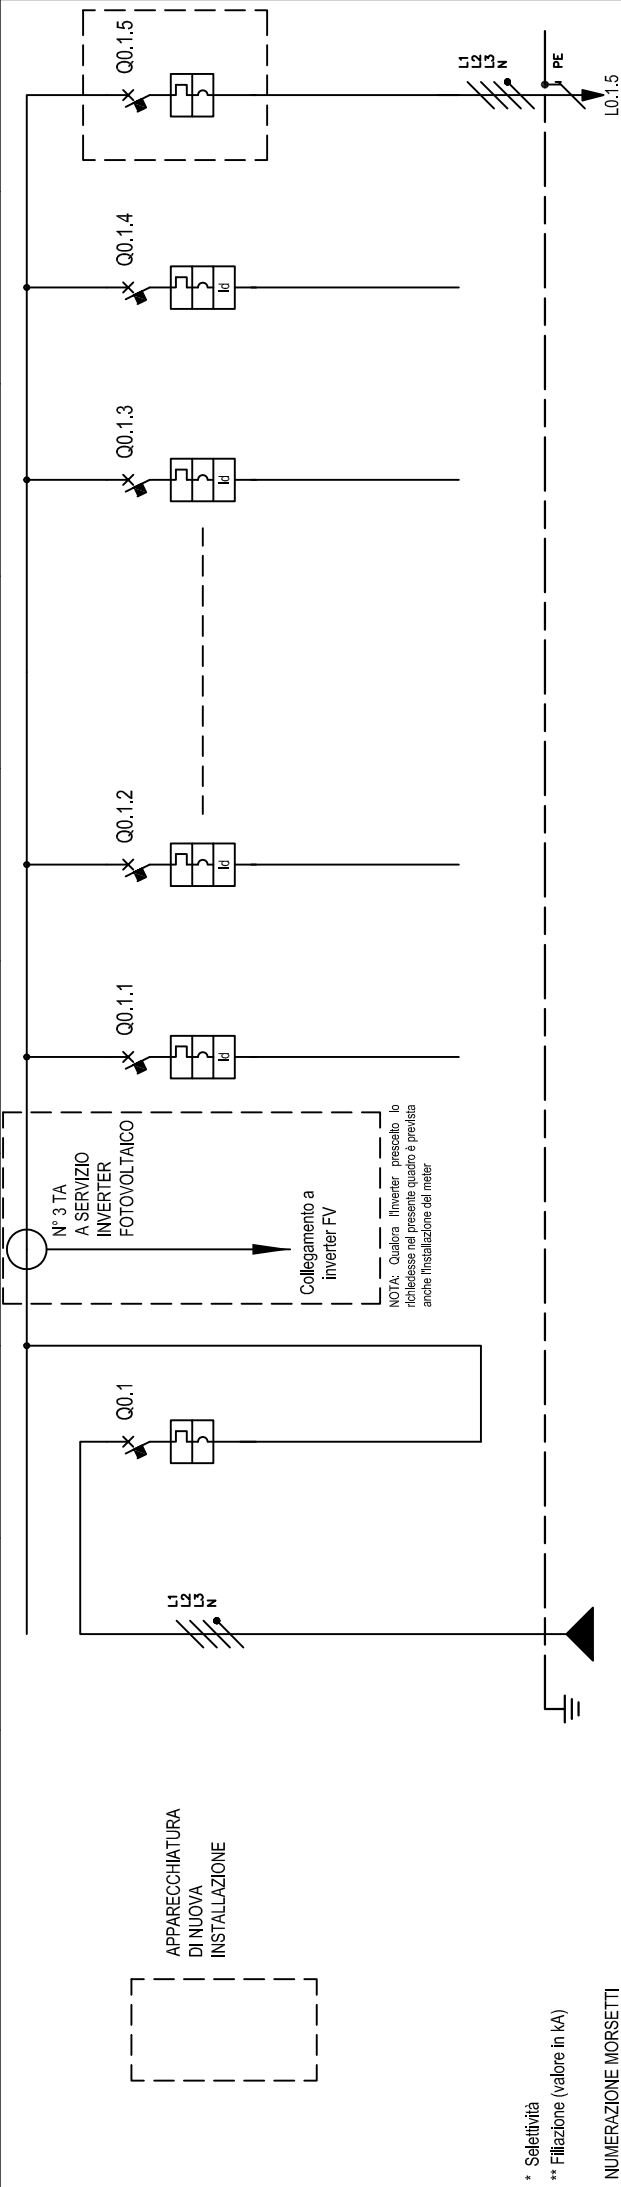 APPARECCHIATURA
DI NUOVA
INSTALLAZIONE
* Selettività
** Filiazione (valore in kA)
NUMERAZIONE MORSETTI
L1
L2
L3
N
Q0.1
N° 3 TA
A SERVIZIO
INVERTER
FOTOVOLTAICO
Collegamento a
inverter FV
NOTA: Qualora l'inverter prescelto lo
richiedesse nel presente quadro è prevista
anche l'installazione del meter
Q0.1.1
Id
Q0.1.2
Id
Q0.1.3
Id
Q0.1.4
Id
Q0.1.5
L1
L2
L3
N
PE
L0.1.5